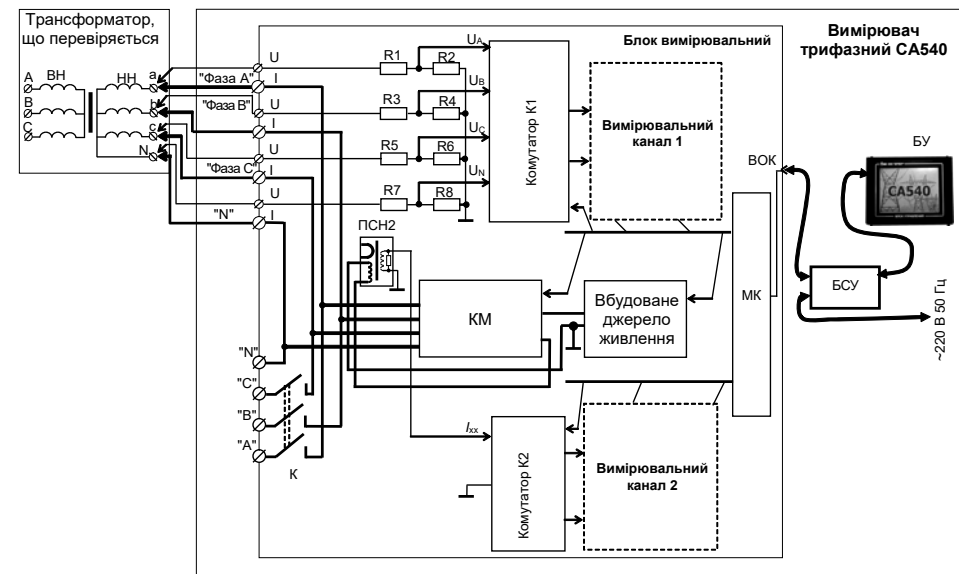 Трансформатор,
що перевіряється
A
ВН
НН
a
B
b
C
c
N
U
"Фаза А"
I
U
"Фаза В"
I
U
"Фаза С"
I
U
"N"
I
R1
R2
R3
R4
R5
R6
R7
R8
UA
UB
UC
UN
Комутатор К1
Блок вимірювальний
Вимірювальний
канал 1
Вимірювач
трифазний СА540
ВОК
БУ
СА540
БСУ
~220 В 50 Гц
МК
ПСН2
КМ
Вбудоване
джерело
живлення
"N"
"C"
"B"
"A"
К
Ixx
Комутатор К2
Вимірювальний
канал 2